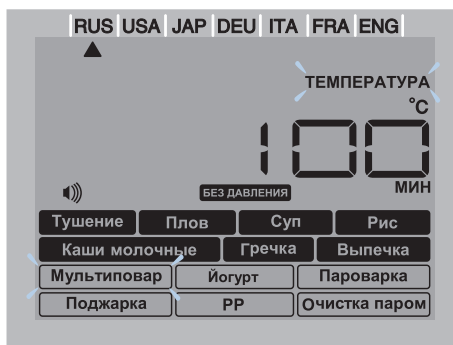 RUS USA JAP DEU ITA FRA ENG
ТЕМПЕРАТУРА
°C
100
БЕЗ ДАВЛЕНИЯ МИН
Тушение Плов Суп Рис
Каши молочные Гречка Выпечка
Мультиповар Йогурт Пароварка
Поджарка РР Очистка паром